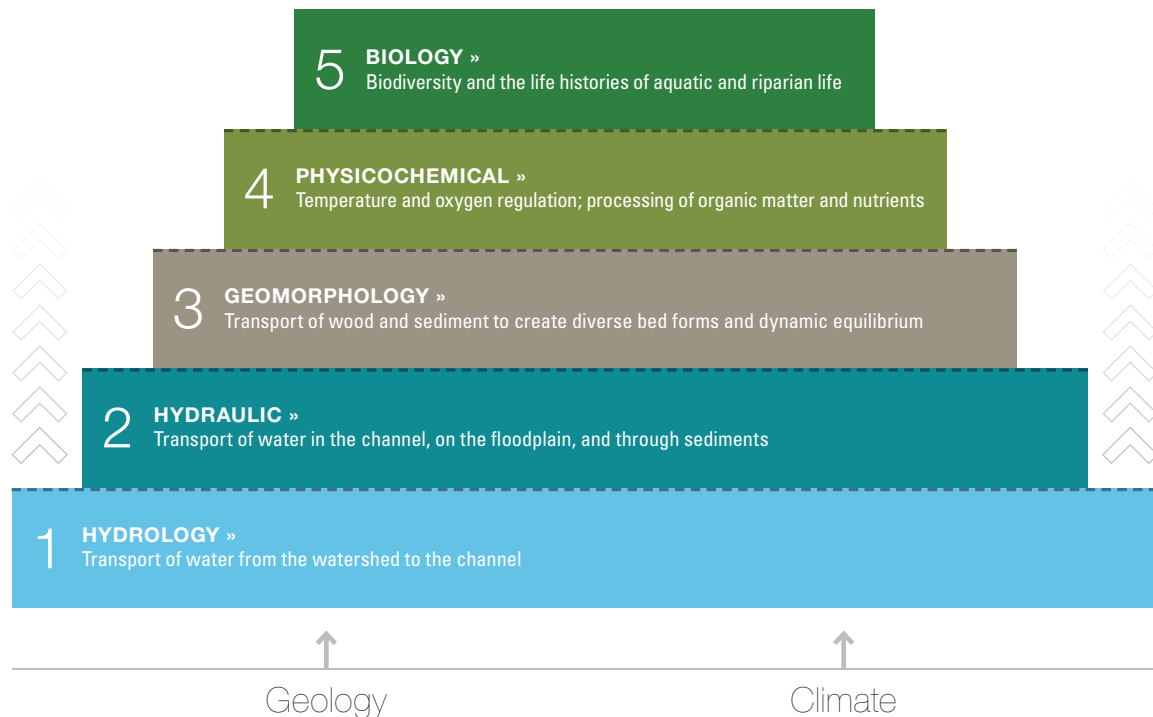 5
BIOLOGY »
Biodiversity and the life histories of aquatic and riparian life
4
PHYSICOCHEMICAL »
Temperature and oxygen regulation; processing of organic matter and nutrients
3
GEOMORPHOLOGY »
Transport of wood and sediment to create diverse bed forms and dynamic equilibrium
2
HYDRAULIC »
Transport of water in the channel, on the floodplain, and through sediments
1
HYDROLOGY »
Transport of water from the watershed to the channel
Geology
Climate